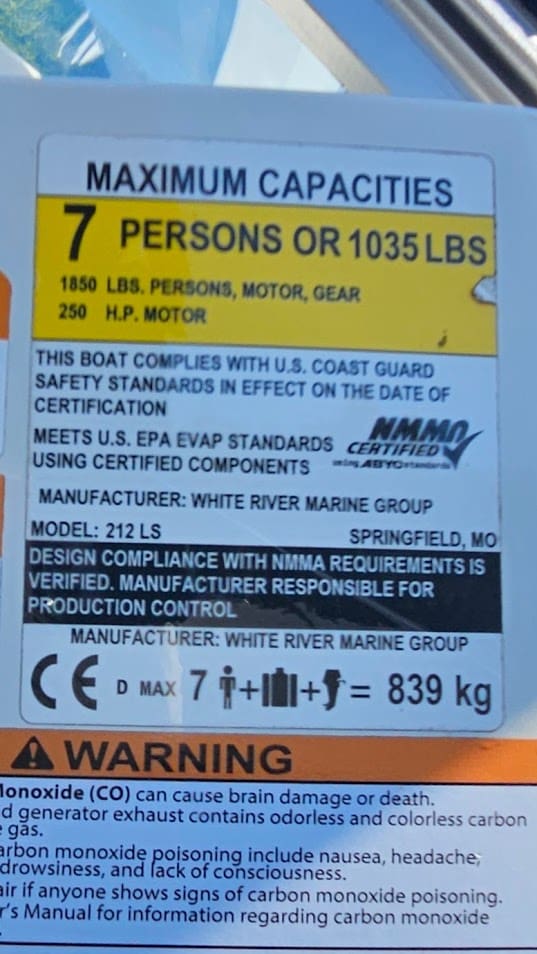 MAXIMUM CAPACITIES
7 PERSONS OR 1035 LBS
1850 LBS. PERSONS, MOTOR, GEAR
250 H.P. MOTOR
THIS BOAT COMPLIES WITH U.S. COAST GUARD
SAFETY STANDARDS IN EFFECT ON THE DATE OF
CERTIFICATION
NMMA
MEETS U.S. EPA EVAP STANDARDS CERTIFIED
USING CERTIFIED COMPONENTS using ABYC standards
MANUFACTURER: WHITE RIVER MARINE GROUP
MODEL: 212 LS SPRINGFIELD, MO
DESIGN COMPLIANCE WITH NMMA REQUIREMENTS IS
VERIFIED. MANUFACTURER RESPONSIBLE FOR
PRODUCTION CONTROL
MANUFACTURER: WHITE RIVER MARINE GROUP
CE D MAX 7 + + = 839 kg
WARNING
onoxide (CO) can cause brain damage or death.
d generator exhaust contains odorless and colorless carbon
gas.
arbon monoxide poisoning include nausea, headache,
drowsiness, and lack of consciousness.
air if anyone shows signs of carbon monoxide poisoning.
r's Manual for information regarding carbon monoxide